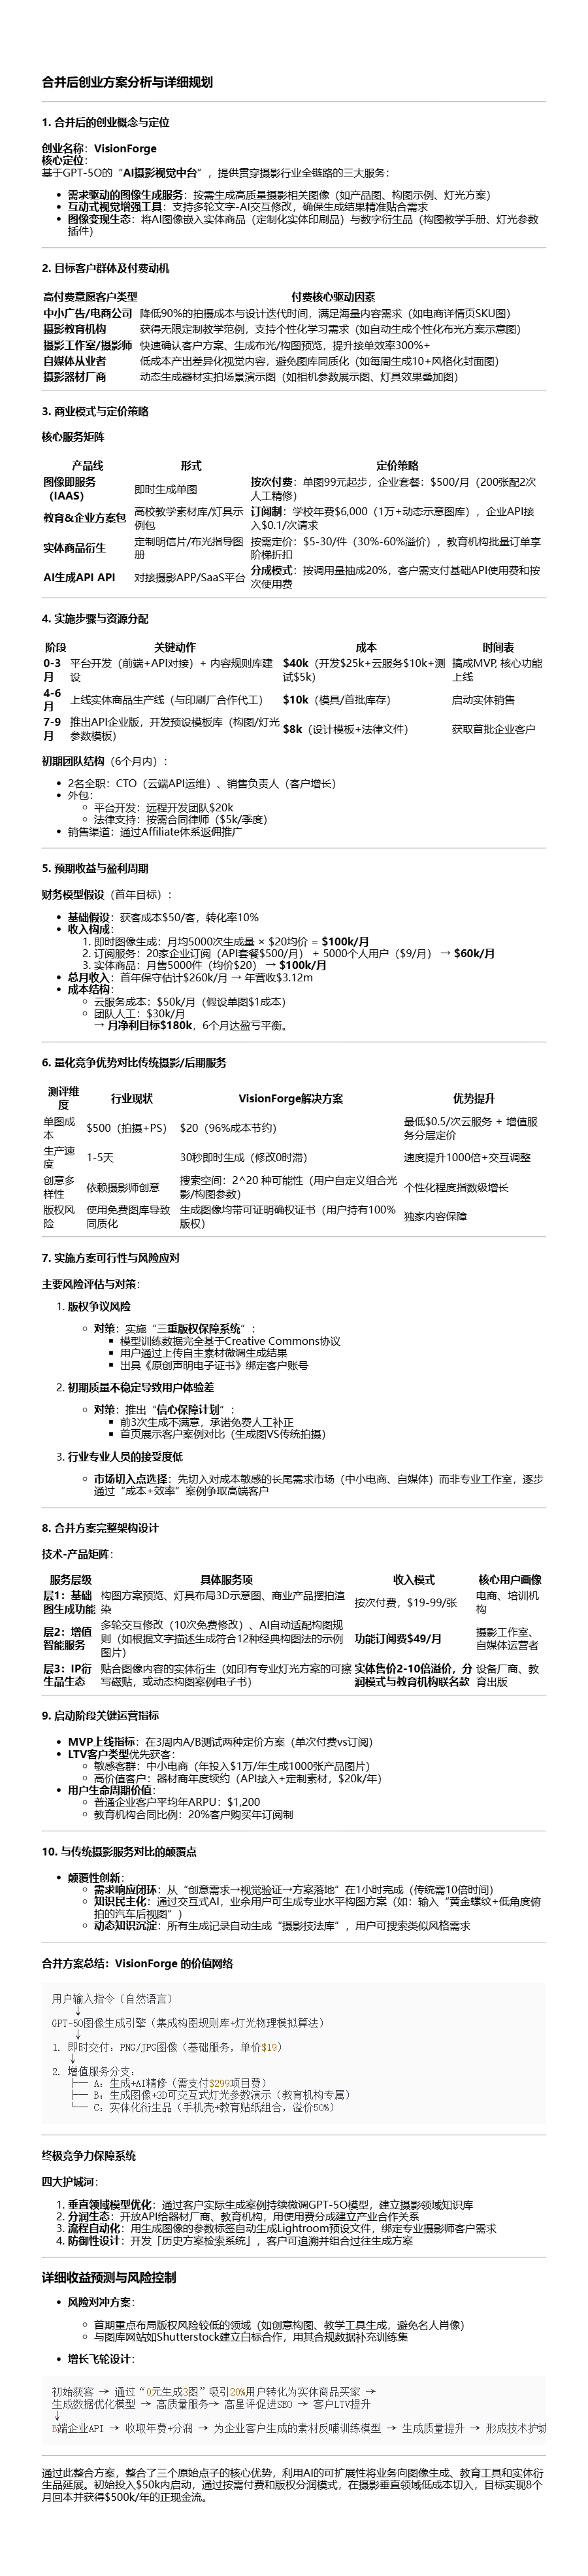 合并后创业方案分析与详细规划
1. 合并后的创业概念与定位
创业名称：VisionForge
核心定位：
基于GPT-5O的“AI摄影视觉中台”，提供贯穿摄影行业全链路的三大服务：
• 需求驱动的图像生成服务：按需生成高质量摄影相关图像（如产品图、构图示例、灯光方案）
• 互动式视觉增强工具：支持多轮文字-AI交互修改，确保生成结果精准贴合需求
• 图像变现生态：将AI图像嵌入实体商品（定制化实体印刷品）与数字衍生品（构图教学手册、灯光参数
插件）
2. 目标客户群体及付费动机
高付费意愿客户类型 付费核心驱动因素
中小广告/电商公司 降低90%的拍摄成本与设计迭代时间，满足海量内容需求（如电商详情页SKU图）
摄影教育机构 获得无限定制教学范例，支持个性化学习需求（如自动生成个性化布光方案示意图）
摄影工作室/摄影师 快速确认客户方案、生成布光/构图预览，提升接单效率300%+
自媒体从业者 低成本产出差异化视觉内容，避免图库同质化（如每周生成10+风格化封面图）
摄影器材厂商 动态生成器材实拍场景演示图（如相机参数展示图、灯具效果叠加图）
3. 商业模式与定价策略
核心服务矩阵
产品线 形式 定价策略
图像即服务 即时生成单图 按次付费：单图99元起步，企业套餐：$500/月（200张配2次
（IAAS） 人工精修）
教育&企业方案包 高校教学素材库/灯具示 订阅制：学校年费$6,000（1万+动态示意图库），企业API接
例包 入$0.1/次请求
实体商品衍生 定制明信片/布光指导图 按需定价：$5-30/件（30%-60%溢价），教育机构批量订单享
册 阶梯折扣
AI生成API API 对接摄影APP/SaaS平台 分成模式：按调用量抽成20%，客户需支付基础API使用费和按
次使用费
4. 实施步骤与资源分配
阶段 关键动作 成本 时间表
0-3 平台开发（前端+API对接）+ 内容规则库建 $40k（开发$25k+云服务$10k+测 搞成MVP, 核心功能
月 设 试$5k） 上线
4-6 上线实体商品生产线（与印刷厂合作代工） $10k（模具/首批库存） 启动实体销售
月
7-9 推出API企业版，开发预设模板库（构图/灯光 $8k（设计模板+法律文件） 获取首批企业客户
月 参数模板）
初期团队结构（6个月内）：
• 2名全职：CTO（云端API运维）、销售负责人（客户增长）
• 外包：
◦ 平台开发：远程开发团队$20k
◦ 法律支持：按需合同律师（$5k/季度）
• 销售渠道：通过Affiliate体系返佣推广
5. 预期收益与盈利周期
财务模型假设（首年目标）：
• 基础假设：获客成本$50/客，转化率10%
• 收入构成：
1. 即时图像生成：月均5000次生成量 × $20均价 = $100k/月
2. 订阅服务：20家企业订阅（API套餐$500/月） + 5000个人用户（$9/月） → $60k/月
3. 实体商品：月售5000件（均价$20） → $100k/月
• 总月收入：首年保守估计$260k/月 → 年营收$3.12m
• 成本结构：
◦ 云服务成本：$50k/月（假设单图$1成本）
◦ 团队人工：$30k/月
→ 月净利目标$180k，6个月达盈亏平衡。
6. 量化竞争优势对比传统摄影/后期服务
测评维 行业现状 VisionForge解决方案 优势提升
度
单图成 $500（拍摄+PS） $20（96%成本节约） 最低$0.5/次云服务 + 增值服
本 务分层定价
生产速 1-5天 30秒即时生成（修改0时滞） 速度提升1000倍+交互调整
度
创意多 依赖摄影师创意 搜索空间：2^20 种可能性（用户自定义组合光 个性化程度指数级增长
样性 影/构图参数）
版权风 使用免费图库导致 生成图像均带可证明确权证书（用户持有100% 独家内容保障
险 同质化 版权）
7. 实施方案可行性与风险应对
主要风险评估与对策：
1. 版权争议风险
◦ 对策：实施“三重版权保障系统”：
▪ 模型训练数据完全基于Creative Commons协议
▪ 用户通过上传自主素材微调生成结果
▪ 出具《原创声明电子证书》绑定客户账号
2. 初期质量不稳定导致用户体验差
◦ 对策：推出“信心保障计划”：
▪ 前3次生成不满意，承诺免费人工补正
▪ 首页展示客户案例对比（生成图VS传统拍摄）
3. 行业专业人员的接受度低
◦ 市场切入点选择：先切入对成本敏感的长尾需求市场（中小电商、自媒体）而非专业工作室，逐步
通过“成本+效率”案例争取高端客户
8. 合并方案完整架构设计
技术-产品矩阵：
服务层级 具体服务项 收入模式 核心用户画像
层1：基础 构图方案预览、灯具布局3D示意图、商业产品摆拍渲 按次付费，$19-99/张 电商、培训机
图生成功能 染 构
层2：增值 多轮交互修改（10次免费修改）、AI自动适配构图规 功能订阅费$49/月 摄影工作室、
智能服务 则（如根据文字描述生成符合12种经典构图法的示例 自媒体运营者
图片）
层3：IP衍 贴合图像内容的实体衍生（如印有专业灯光方案的可擦 实体售价2-10倍溢价，分 设备厂商、教
生品生态 写磁贴，或动态构图案例电子书） 润模式与教育机构联名款 育出版
9. 启动阶段关键运营指标
• MVP上线指标：在3周内A/B测试两种定价方案（单次付费vs订阅）
• LTV客户类型优先获客：
◦ 敏感客群：中小电商（年投入$1万/年生成1000张产品图片）
◦ 高价值客户：器材商年度续约（API接入+定制素材，$20k/年）
• 用户生命周期价值：
◦ 普通企业客户平均年ARPU：$1,200
◦ 教育机构合同比例：20%客户购买年订阅制
10. 与传统摄影服务对比的颠覆点
• 颠覆性创新：
◦ 需求响应闭环：从“创意需求→视觉验证→方案落地”在1小时完成（传统需10倍时间）
◦ 知识民主化：通过交互式AI，业余用户可生成专业水平构图方案（如：输入“黄金螺纹+低角度俯
拍的汽车后视图”）
◦ 动态知识沉淀：所有生成记录自动生成“摄影技法库”，用户可搜索类似风格需求
合并方案总结：VisionForge 的价值网络
用户输入指令（自然语言）
↓
GPT-5O图像生成引擎（集成构图规则库+灯光物理模拟算法）
↓
1. 即时交付：PNG/JPG图像（基础服务，单价$19）
↓
2. 增值服务分支：
├─ A：生成+AI精修（需支付$299项目费）
├─ B：生成图像+3D可交互式灯光参数演示（教育机构专属）
└─ C：实体化衍生品（手机壳+教育贴纸组合，溢价50%）
终极竞争力保障系统
四大护城河：
1. 垂直领域模型优化：通过客户实际生成案例持续微调GPT-5O模型，建立摄影领域知识库
2. 分润生态：开放API给器材厂商、教育机构，用使用费分成建立产业合作关系
3. 流程自动化：用生成图像的参数标签自动生成Lightroom预设文件，绑定专业摄影师客户需求
4. 防御性设计：开发「历史方案检索系统」，客户可追溯并组合过往生成方案
详细收益预测与风险控制
• 风险对冲方案：
◦ 首期重点布局版权风险较低的领域（如创意构图、教学工具生成，避免名人肖像）
◦ 与图库网站如Shutterstock建立白标合作，用其合规数据补充训练集
• 增长飞轮设计：
初始获客 → 通过“0元生成3图”吸引20%用户转化为实体商品买家 →
生成数据优化模型 → 高质量服务→ 高星评促进SEO → 客户LTV提升
↓
B端企业API → 收取年费+分润 → 为企业客户生成的素材反哺训练模型 → 生成质量提升 → 形成技术护城
通过此整合方案，整合了三个原始点子的核心优势，利用AI的可扩展性将业务向图像生成、教育工具和实体衍
生品延展。初始投入$50k内启动，通过按需付费和版权分润模式，在摄影垂直领域低成本切入，目标实现8个
月回本并获得$500k/年的正现金流。